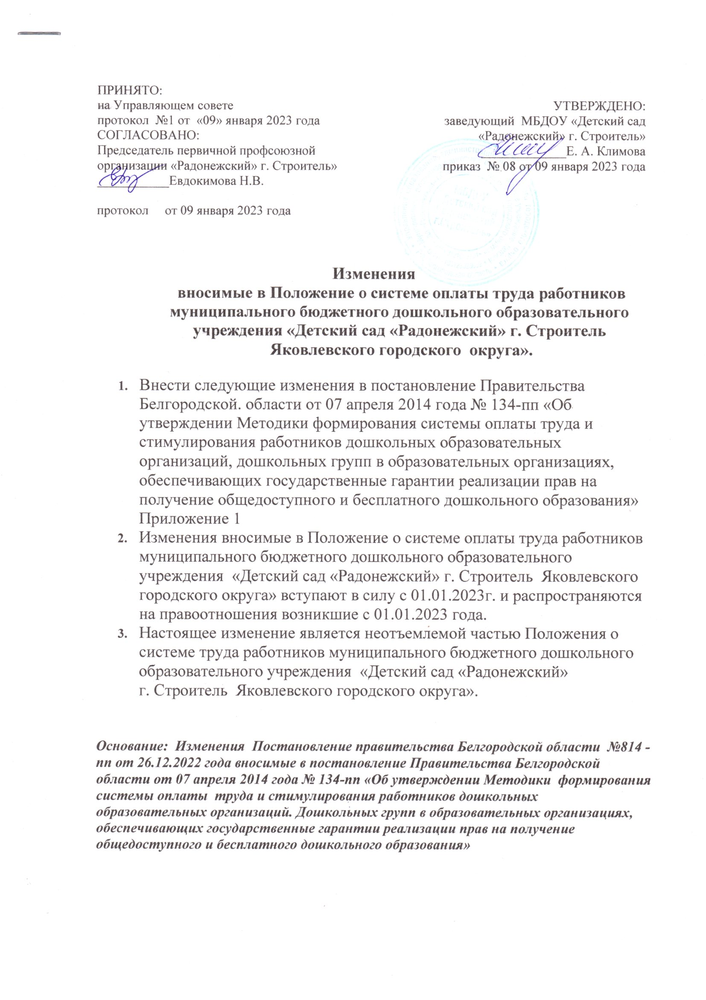 ПРИНЯТО:
на Управляющем совете
протокол №1 от «09» января 2023 года
СОГЛАСОВАНО:
Председатель первичной профсоюзной
организации «Радонежский» г. Строитель»
___________Евдокимова Н.В.
протокол от 09 января 2023 года
УТВЕРЖДЕНО:
заведующий МБДОУ «Детский сад
«Радонежский» г. Строитель»
_____________Е. А. Климова
приказ № 08 от 09 января 2023 года
Изменения
вносимые в Положение о системе оплаты труда работников
муниципального бюджетного дошкольного образовательного
учреждения «Детский сад «Радонежский» г. Строитель
Яковлевского городского округа».
1. Внести следующие изменения в постановление Правительства
Белгородской. области от 07 апреля 2014 года № 134-пп «Об
утверждении Методики формирования системы оплаты труда и
стимулирования работников дошкольных образовательных
организаций, дошкольных групп в образовательных организациях,
обеспечивающих государственные гарантии реализации прав на
получение общедоступного и бесплатного дошкольного образования»
Приложение 1
2. Изменения вносимые в Положение о системе оплаты труда работников
муниципального бюджетного дошкольного образовательного
учреждения «Детский сад «Радонежский» г. Строитель Яковлевского
городского округа» вступают в силу с 01.01.2023г. и распространяются
на правоотношения возникшие с 01.01.2023 года.
3. Настоящее изменение является неотъемлемой частью Положения о
системе труда работников муниципального бюджетного дошкольного
образовательного учреждения «Детский сад «Радонежский»
г. Строитель Яковлевского городского округа».
Основание: Изменения Постановление правительства Белгородской области №814 -
пп от 26.12.2022 года вносимые в постановление Правительства Белгородской
области от 07 апреля 2014 года № 134-пп «Об утверждении Методики формирования
системы оплаты труда и стимулирования работников дошкольных
образовательных организаций. Дошкольных групп в образовательных организациях,
обеспечивающих государственные гарантии реализации прав на получение
общедоступного и бесплатного дошкольного образования»